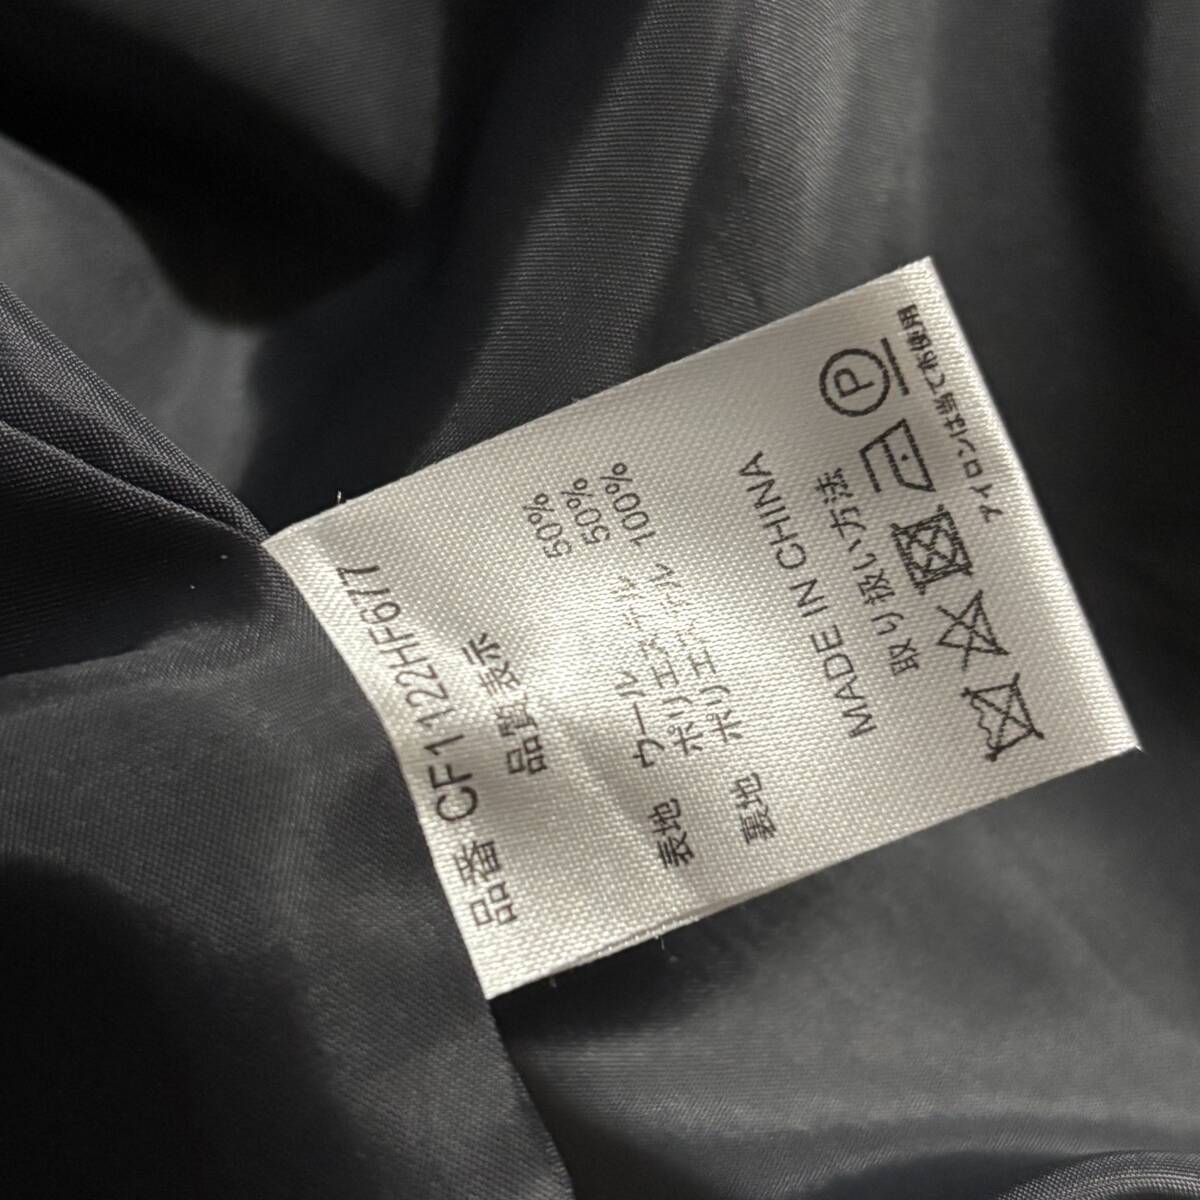 品番 CF122HF677
品質表示
表地 ウール 50%
ポリエステル 50%
裏地 ポリエステル 100%
MADE IN CHINA
取り扱い方法
P
アイロンは当て布使用